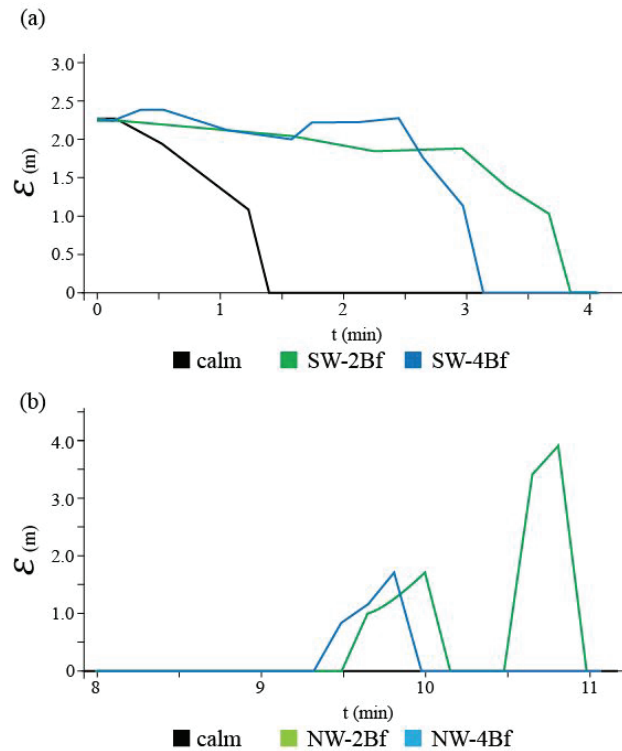 (a)
3.0
2.5
2.0
1.5
1.0
0.5
0
ε (m)
0 1 2 3 4
t (min)
calm SW-2Bf SW-4Bf
(b)
4.0
3.0
2.0
1.0
0
ε (m)
8 9 10 11
t (min)
calm NW-2Bf NW-4Bf